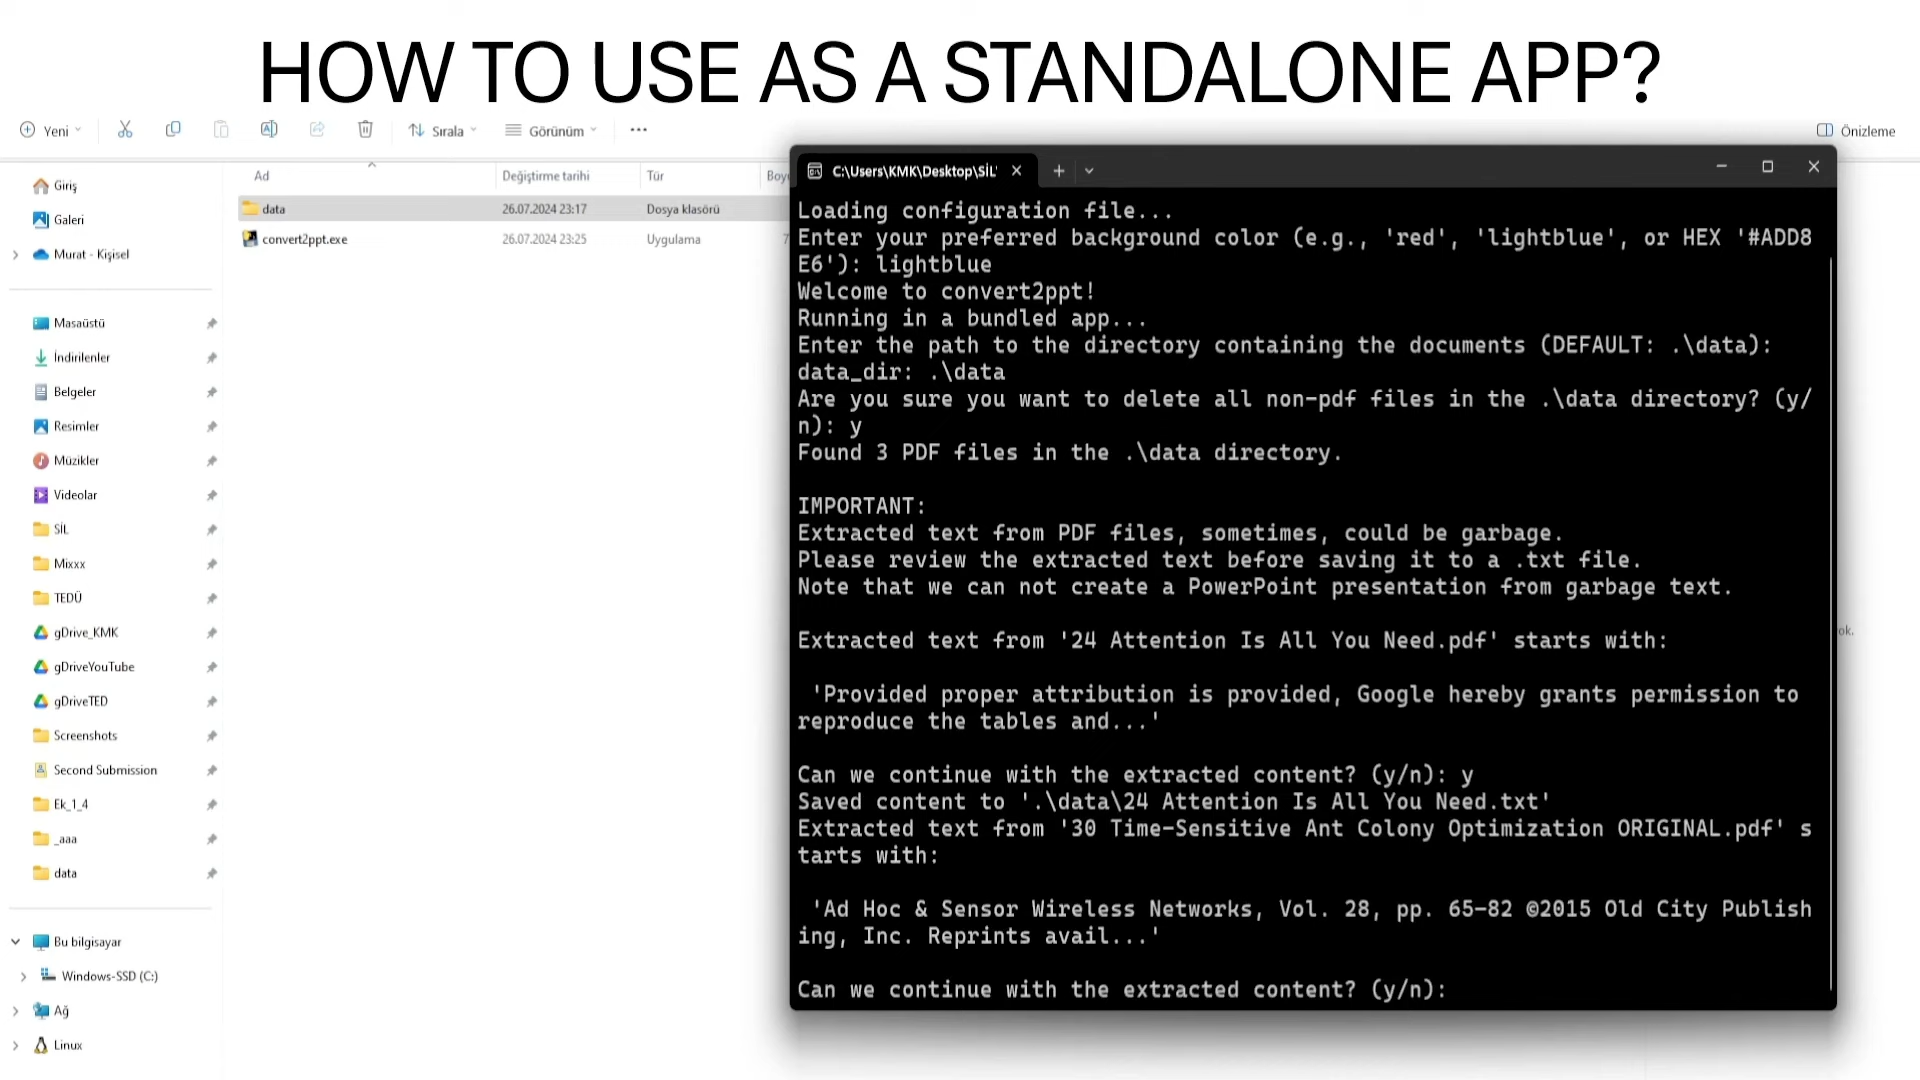 HOW TO USE AS A STANDALONE APP?
Yeni
Sırala
Görünüm
Önizleme
Giriş
Galeri
Murat - Kişisel
Masaüstü
İndirilenler
Belgeler
Resimler
Müzikler
Videolar
SİL
Mixxx
TEDÜ
gDrive_KMK
gDriveYouTube
gDriveTED
Screenshots
Second Submission
Ek_1_4
_aaa
data
Bu bilgisayar
Windows-SSD (C:)
Ağ
Linux
Ad Değiştirme tarihi Tür Boyu
data 26.07.2024 23:17 Dosya klasörü
convert2ppt.exe 26.07.2024 23:25 Uygulama 7
C:\Users\KMK\Desktop\SİL'
Loading configuration file...
Enter your preferred background color (e.g., 'red', 'lightblue', or HEX '#ADD8
E6'): lightblue
Welcome to convert2ppt!
Running in a bundled app...
Enter the path to the directory containing the documents (DEFAULT: .\data):
data_dir: .\data
Are you sure you want to delete all non-pdf files in the .\data directory? (y/
n): y
Found 3 PDF files in the .\data directory.
IMPORTANT:
Extracted text from PDF files, sometimes, could be garbage.
Please review the extracted text before saving it to a .txt file.
Note that we can not create a PowerPoint presentation from garbage text.
Extracted text from '24 Attention Is All You Need.pdf' starts with:
'Provided proper attribution is provided, Google hereby grants permission to
reproduce the tables and...'
Can we continue with the extracted content? (y/n): y
Saved content to '.\data\24 Attention Is All You Need.txt'
Extracted text from '30 Time-Sensitive Ant Colony Optimization ORIGINAL.pdf' s
tarts with:
'Ad Hoc & Sensor Wireless Networks, Vol. 28, pp. 65–82 ©2015 Old City Publish
ing, Inc. Reprints avail...'
Can we continue with the extracted content? (y/n):
ok.